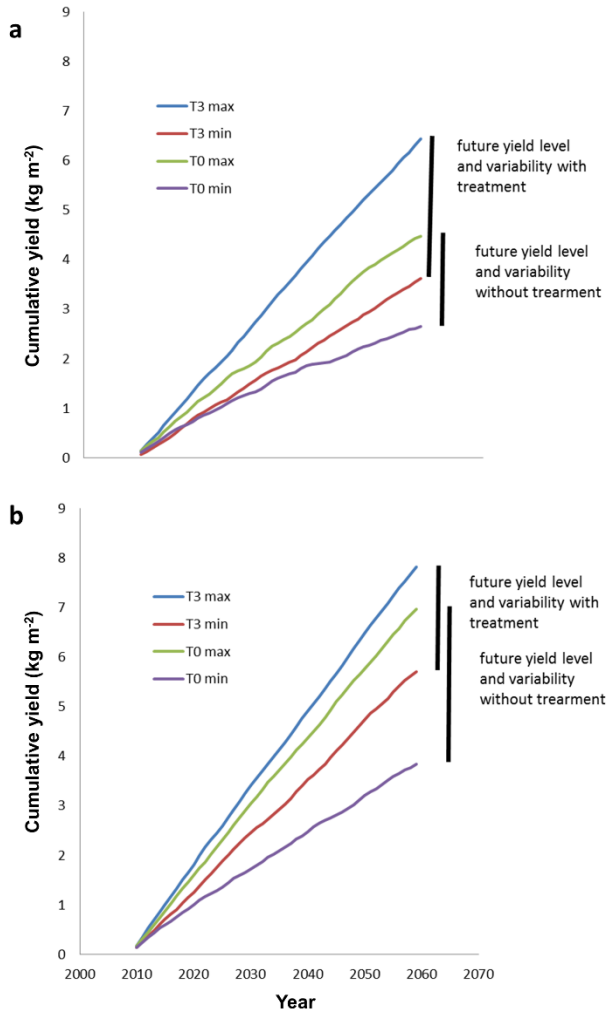 a
9
8
7
6
5
4
3
2
1
0
Cumulative yield (kg m⁻²)
T3 max
T3 min
T0 max
T0 min
future yield level
and variability with
treatment
future yield level
and variability
without trearment
b
9
8
7
6
5
4
3
2
1
0
Cumulative yield (kg m⁻²)
T3 max
T3 min
T0 max
T0 min
future yield level
and variability with
treatment
future yield level
and variability
without trearment
2000 2010 2020 2030 2040 2050 2060 2070
Year